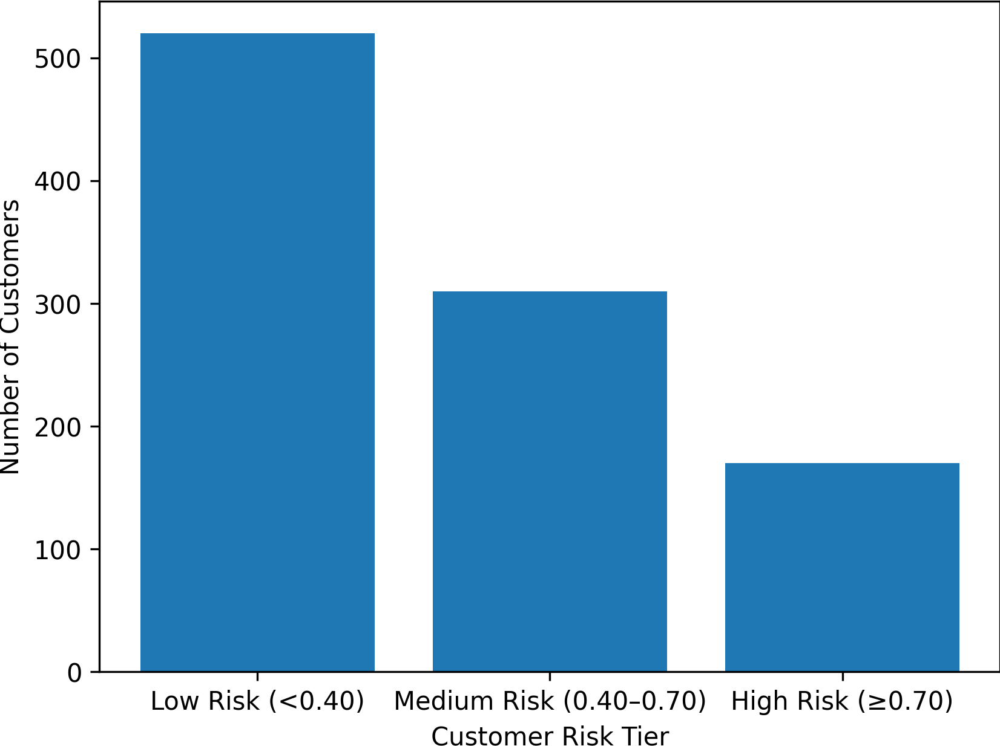 Number of Customers
500
400
300
200
100
0
Low Risk (<0.40)
Medium Risk (0.40–0.70)
High Risk (≥0.70)
Customer Risk Tier